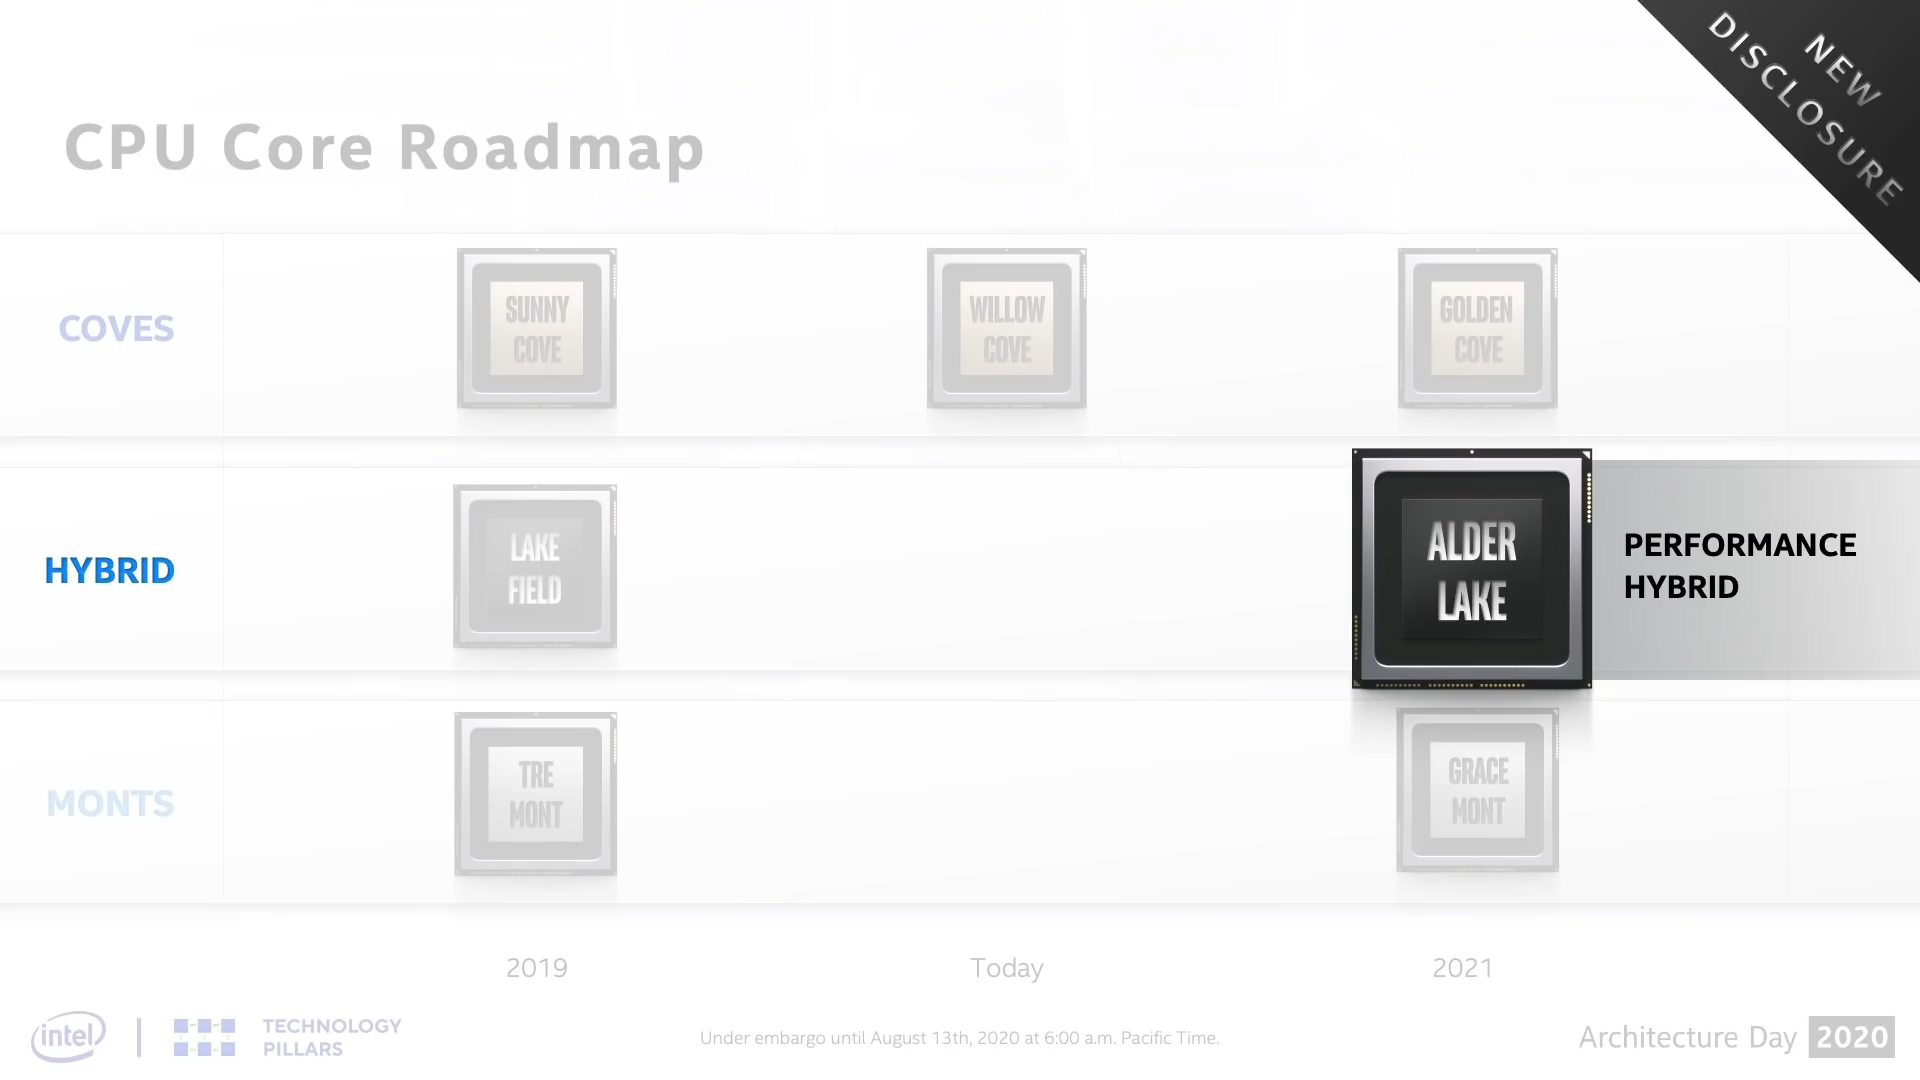 NEW
DISCLOSURE
CPU Core Roadmap
COVES
SUNNY
COVE
WILLOW
COVE
GOLDEN
COVE
HYBRID
LAKE
FIELD
ALDER
LAKE
PERFORMANCE
HYBRID
MONTS
TRE
MONT
GRACE
MONT
2019
Today
2021
intel
TECHNOLOGY
PILLARS
Under embargo until August 13th, 2020 at 6:00 a.m. Pacific Time.
Architecture Day 2020